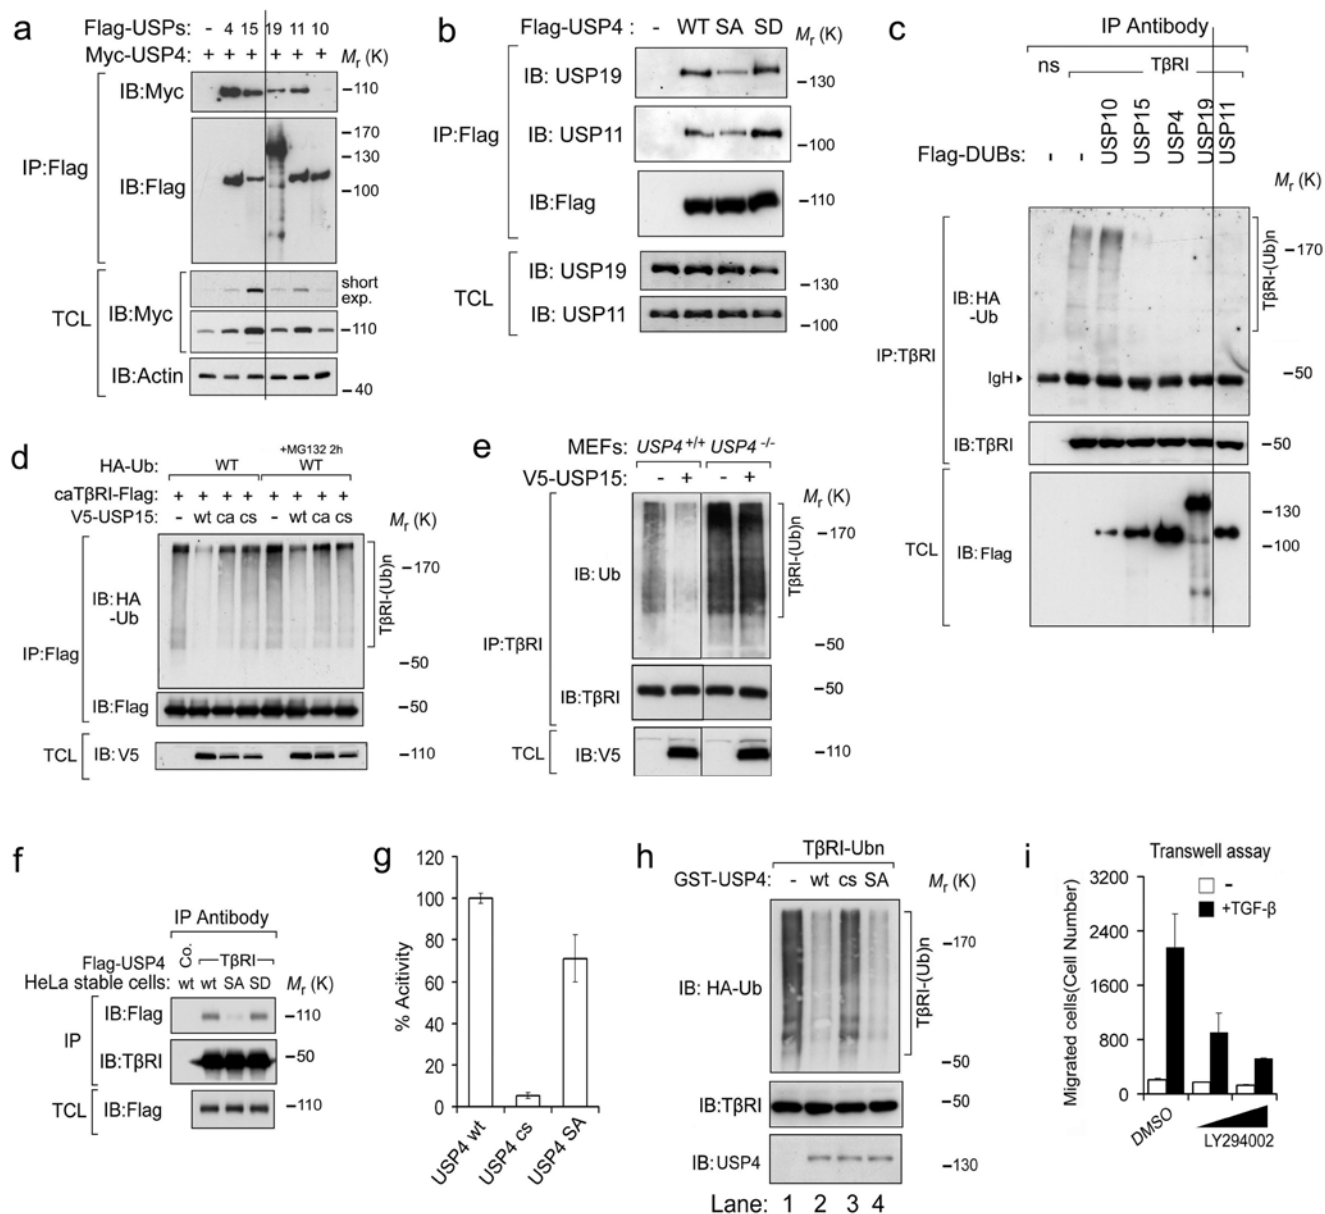 a
Flag-USPs: - 4 15 19 11 10
Myc-USP4: + + + + + + Mr (K)
IP:Flag
IB:Myc
–110
IB:Flag
–170
–130
–100
TCL
IB:Myc
short
exp.
–110
IB:Actin
–40
b
Flag-USP4 : - WT SA SD Mr (K)
IP:Flag
IB: USP19
–130
IB: USP11
–100
IB:Flag
–110
TCL
IB: USP19
–130
IB: USP11
–100
c
IP Antibody
ns TβRI
Flag-DUBs: - - USP10 USP15 USP4 USP19 USP11
Mr (K)
IP:TβRI
IB:HA
-Ub
–170
TβRI-(Ub)n
IgH
–50
IB:TβRI
–50
TCL
IB:Flag
–130
–100
d
+MG132 2h
HA-Ub: WT WT
caTβRI-Flag: + + + + + + + +
V5-USP15: - wt ca cs - wt ca cs Mr (K)
IP:Flag
IB:HA
-Ub
TβRI-(Ub)n
–170
–50
IB:Flag
–50
TCL
IB:V5
–110
e
MEFs: USP4+/+ USP4-/-
V5-USP15: - + - +
Mr (K)
IP:TβRI
IB:Ub
–170
TβRI-(Ub)n
–50
IB:TβRI
–50
TCL
IB:V5
–110
f
IP Antibody
Co. TβRI
Flag-USP4
HeLa stable cells: wt wt SA SD Mr (K)
IP
IB:Flag
–110
IB:TβRI
–50
TCL
IB:Flag
–110
g
% Acitivity
120
100
80
60
40
20
0
USP4 wt
USP4 cs
USP4 SA
h
TβRI-Ubn
GST-USP4: - wt cs SA Mr (K)
IB: HA-Ub
–170
TβRI-(Ub)n
–50
IB:TβRI
–50
IB:USP4
–130
Lane: 1 2 3 4
i
Transwell assay
-
+TGF-β
Migrated cells(Cell Number)
3200
2400
1600
800
0
DMSO
LY294002